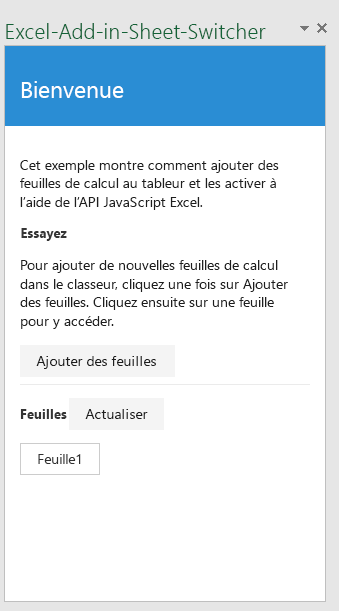 Excel-Add-in-Sheet-Switcher
Bienvenue
Cet exemple montre comment ajouter des
feuilles de calcul au tableur et les activer à
l’aide de l’API JavaScript Excel.
Essayez
Pour ajouter de nouvelles feuilles de calcul
dans le classeur, cliquez une fois sur Ajouter
des feuilles. Cliquez ensuite sur une feuille
pour y accéder.
Ajouter des feuilles
Feuilles Actualiser
Feuille1